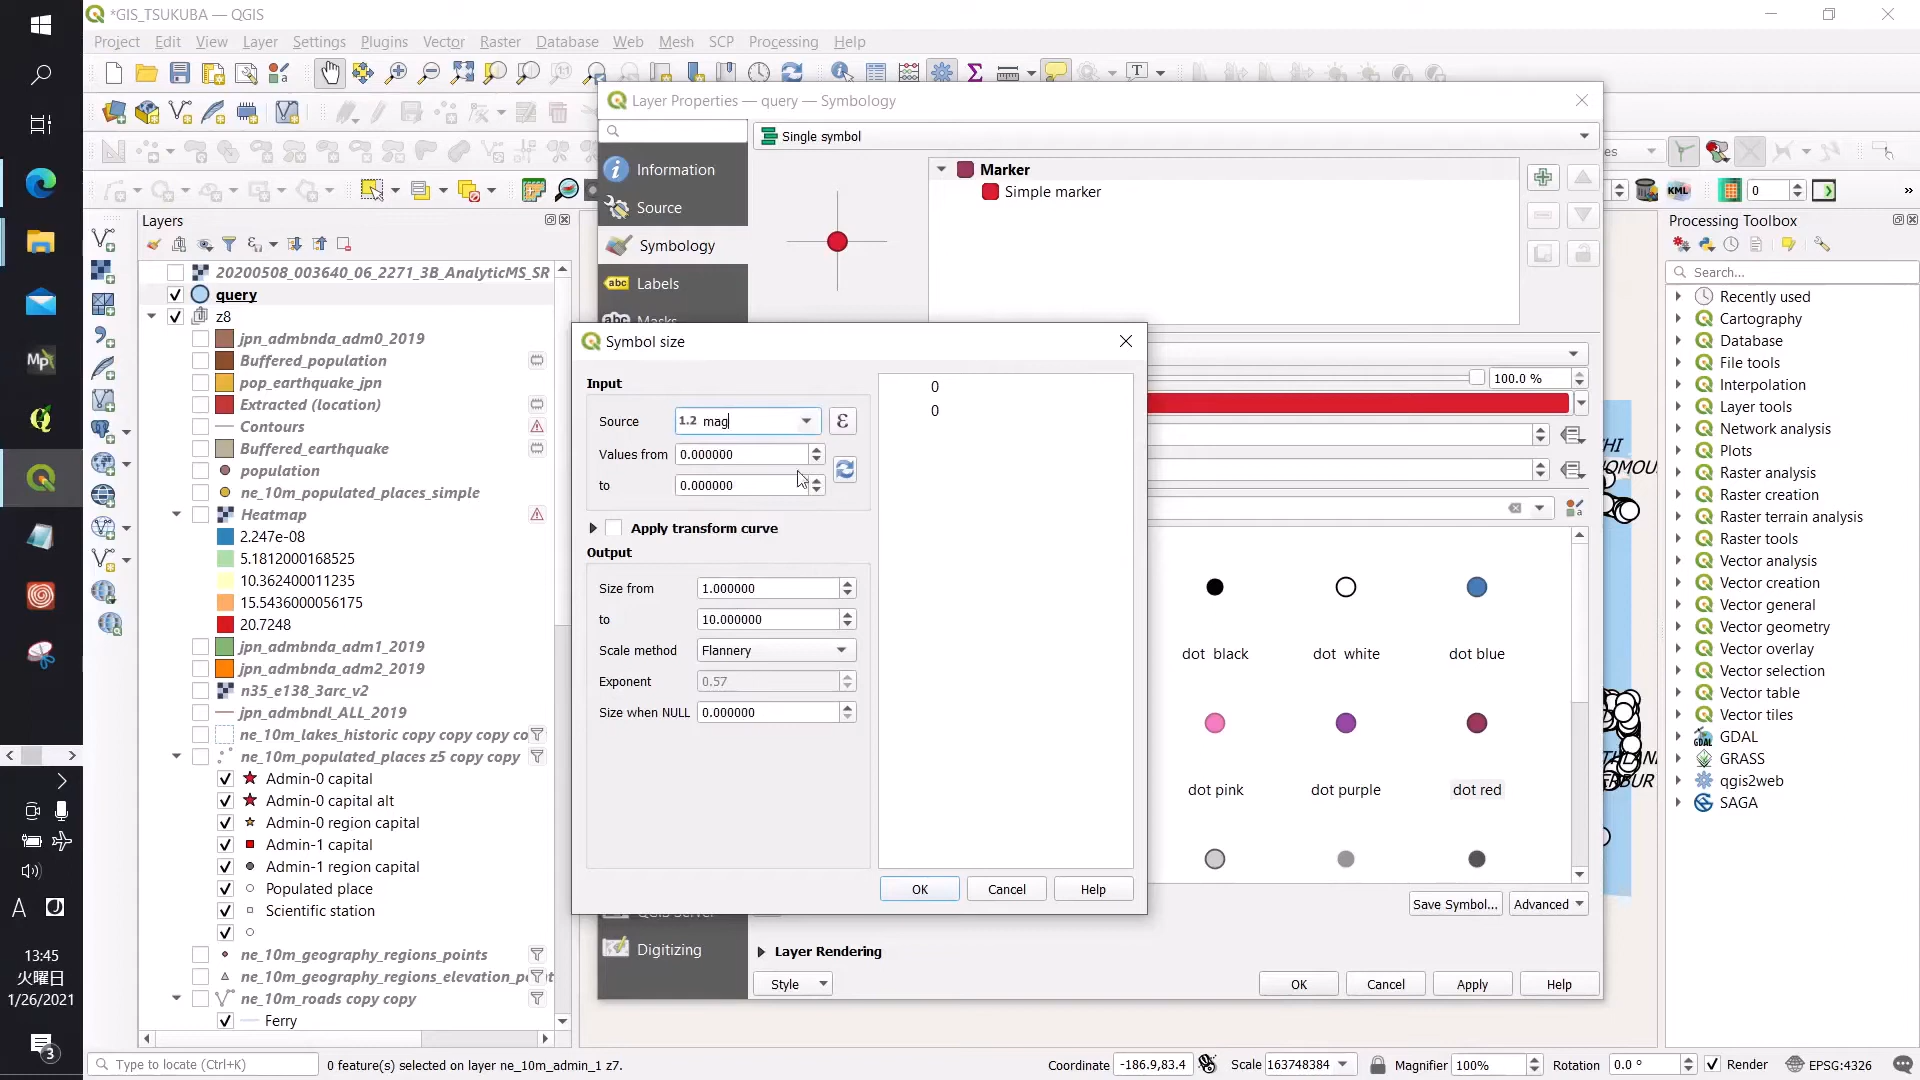 *GIS_TSUKUBA — QGIS
Project Edit View Layer Settings Plugins Vector Raster Database Web Mesh SCP Processing Help
Layer Properties — query — Symbology
Single symbol
Information
Source
Symbology
Labels
Marker
Simple marker
100.0 %
KML
0
»
Layers
20200508_003640_06_2271_3B_AnalyticMS_SR
query
z8
jpn_admbnda_adm0_2019
Buffered_population
pop_earthquake_jpn
Extracted (location)
Contours
Buffered_earthquake
population
ne_10m_populated_places_simple
Heatmap
2.247e-08
5.1812000168525
10.362400011235
15.5436000056175
20.7248
jpn_admbnda_adm1_2019
jpn_admbnda_adm2_2019
n35_e138_3arc_v2
jpn_admbndl_ALL_2019
ne_10m_lakes_historic copy copy copy co
ne_10m_populated_places z5 copy copy
Admin-0 capital
Admin-0 capital alt
Admin-0 region capital
Admin-1 capital
Admin-1 region capital
Populated place
Scientific station
ne_10m_geography_regions_points
ne_10m_geography_regions_elevation_po
ne_10m_roads copy copy
Ferry
Symbol size
Input
Source 1.2 mag ε
Values from 0.000000
to 0.000000
Apply transform curve
Output
Size from 1.000000
to 10.000000
Scale method Flannery
Exponent 0.57
Size when NULL 0.000000
0
0
OK Cancel Help
dot black dot white dot blue
dot pink dot purple dot red
Save Symbol... Advanced
Digitizing
Layer Rendering
Style
OK Cancel Apply Help
Processing Toolbox
Search...
Recently used
Cartography
Database
File tools
Interpolation
Layer tools
Network analysis
Plots
Raster analysis
Raster creation
Raster terrain analysis
Raster tools
Vector analysis
Vector creation
Vector general
Vector geometry
Vector overlay
Vector selection
Vector table
Vector tiles
GDAL
GRASS
qgis2web
SAGA
A
13:45
火曜日
1/26/2021
3
Type to locate (Ctrl+K)
0 feature(s) selected on layer ne_10m_admin_1 z7.
Coordinate -186.9,83.4 Scale 163748384 Magnifier 100% Rotation 0.0 ° Render EPSG:4326